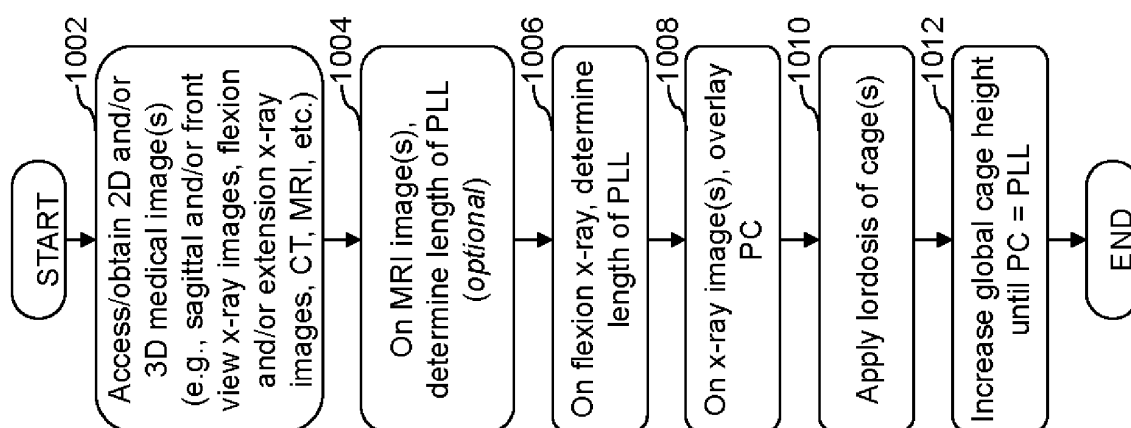 START
1002
Access/obtain 2D and/or
3D medical image(s)
(e.g., sagittal and/or front
view x-ray images, flexion
and/or extension x-ray
images, CT, MRI, etc.)
1004
On MRI image(s),
determine length of PLL
(optional)
1006
On flexion x-ray, determine
length of PLL
1008
On x-ray image(s), overlay
PC
1010
Apply lordosis of cage(s)
1012
Increase global cage height
until PC = PLL
END